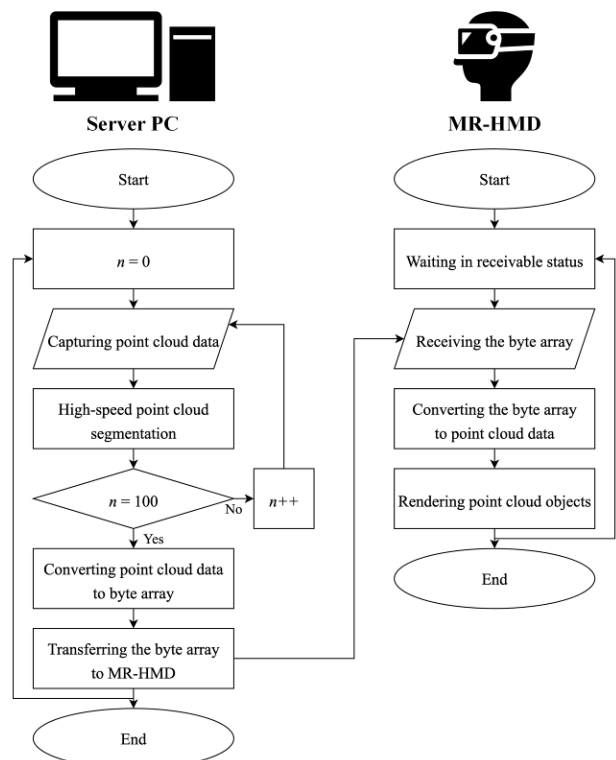 Server PC
Start
n = 0
Capturing point cloud data
High-speed point cloud
segmentation
n = 100
No
n++
Yes
Converting point cloud data
to byte array
Transferring the byte array
to MR-HMD
End
MR-HMD
Start
Waiting in receivable status
Receiving the byte array
Converting the byte array
to point cloud data
Rendering point cloud objects
End